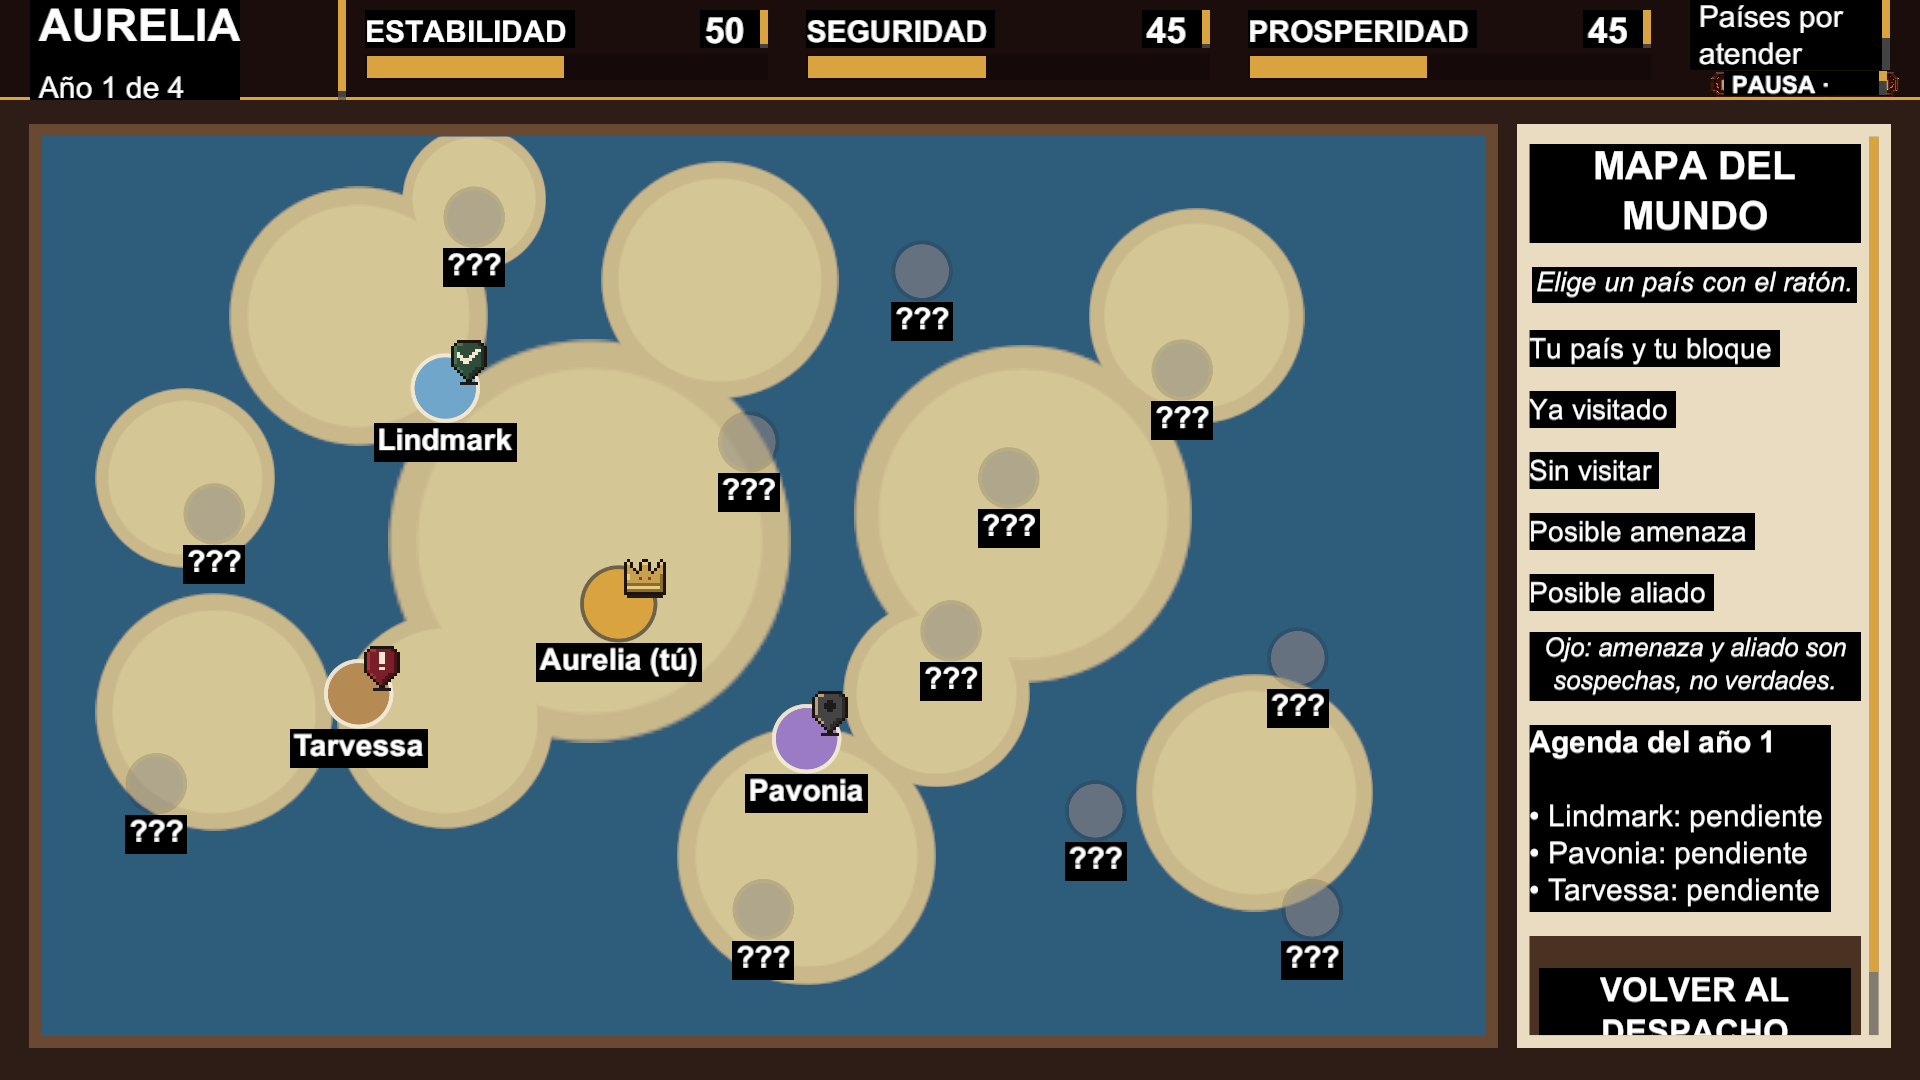 AURELIA
Año 1 de 4
ESTABILIDAD 50
SEGURIDAD 45
PROSPERIDAD 45
Países por
atender
PAUSA ·
???
???
Lindmark
???
???
???
???
Aurelia (tú)
???
???
Tarvessa
Pavonia
???
???
???
???
MAPA DEL
MUNDO
Elige un país con el ratón.
Tu país y tu bloque
Ya visitado
Sin visitar
Posible amenaza
Posible aliado
Ojo: amenaza y aliado son
sospechas, no verdades.
Agenda del año 1
• Lindmark: pendiente
• Pavonia: pendiente
• Tarvessa: pendiente
VOLVER AL
DESPACHO